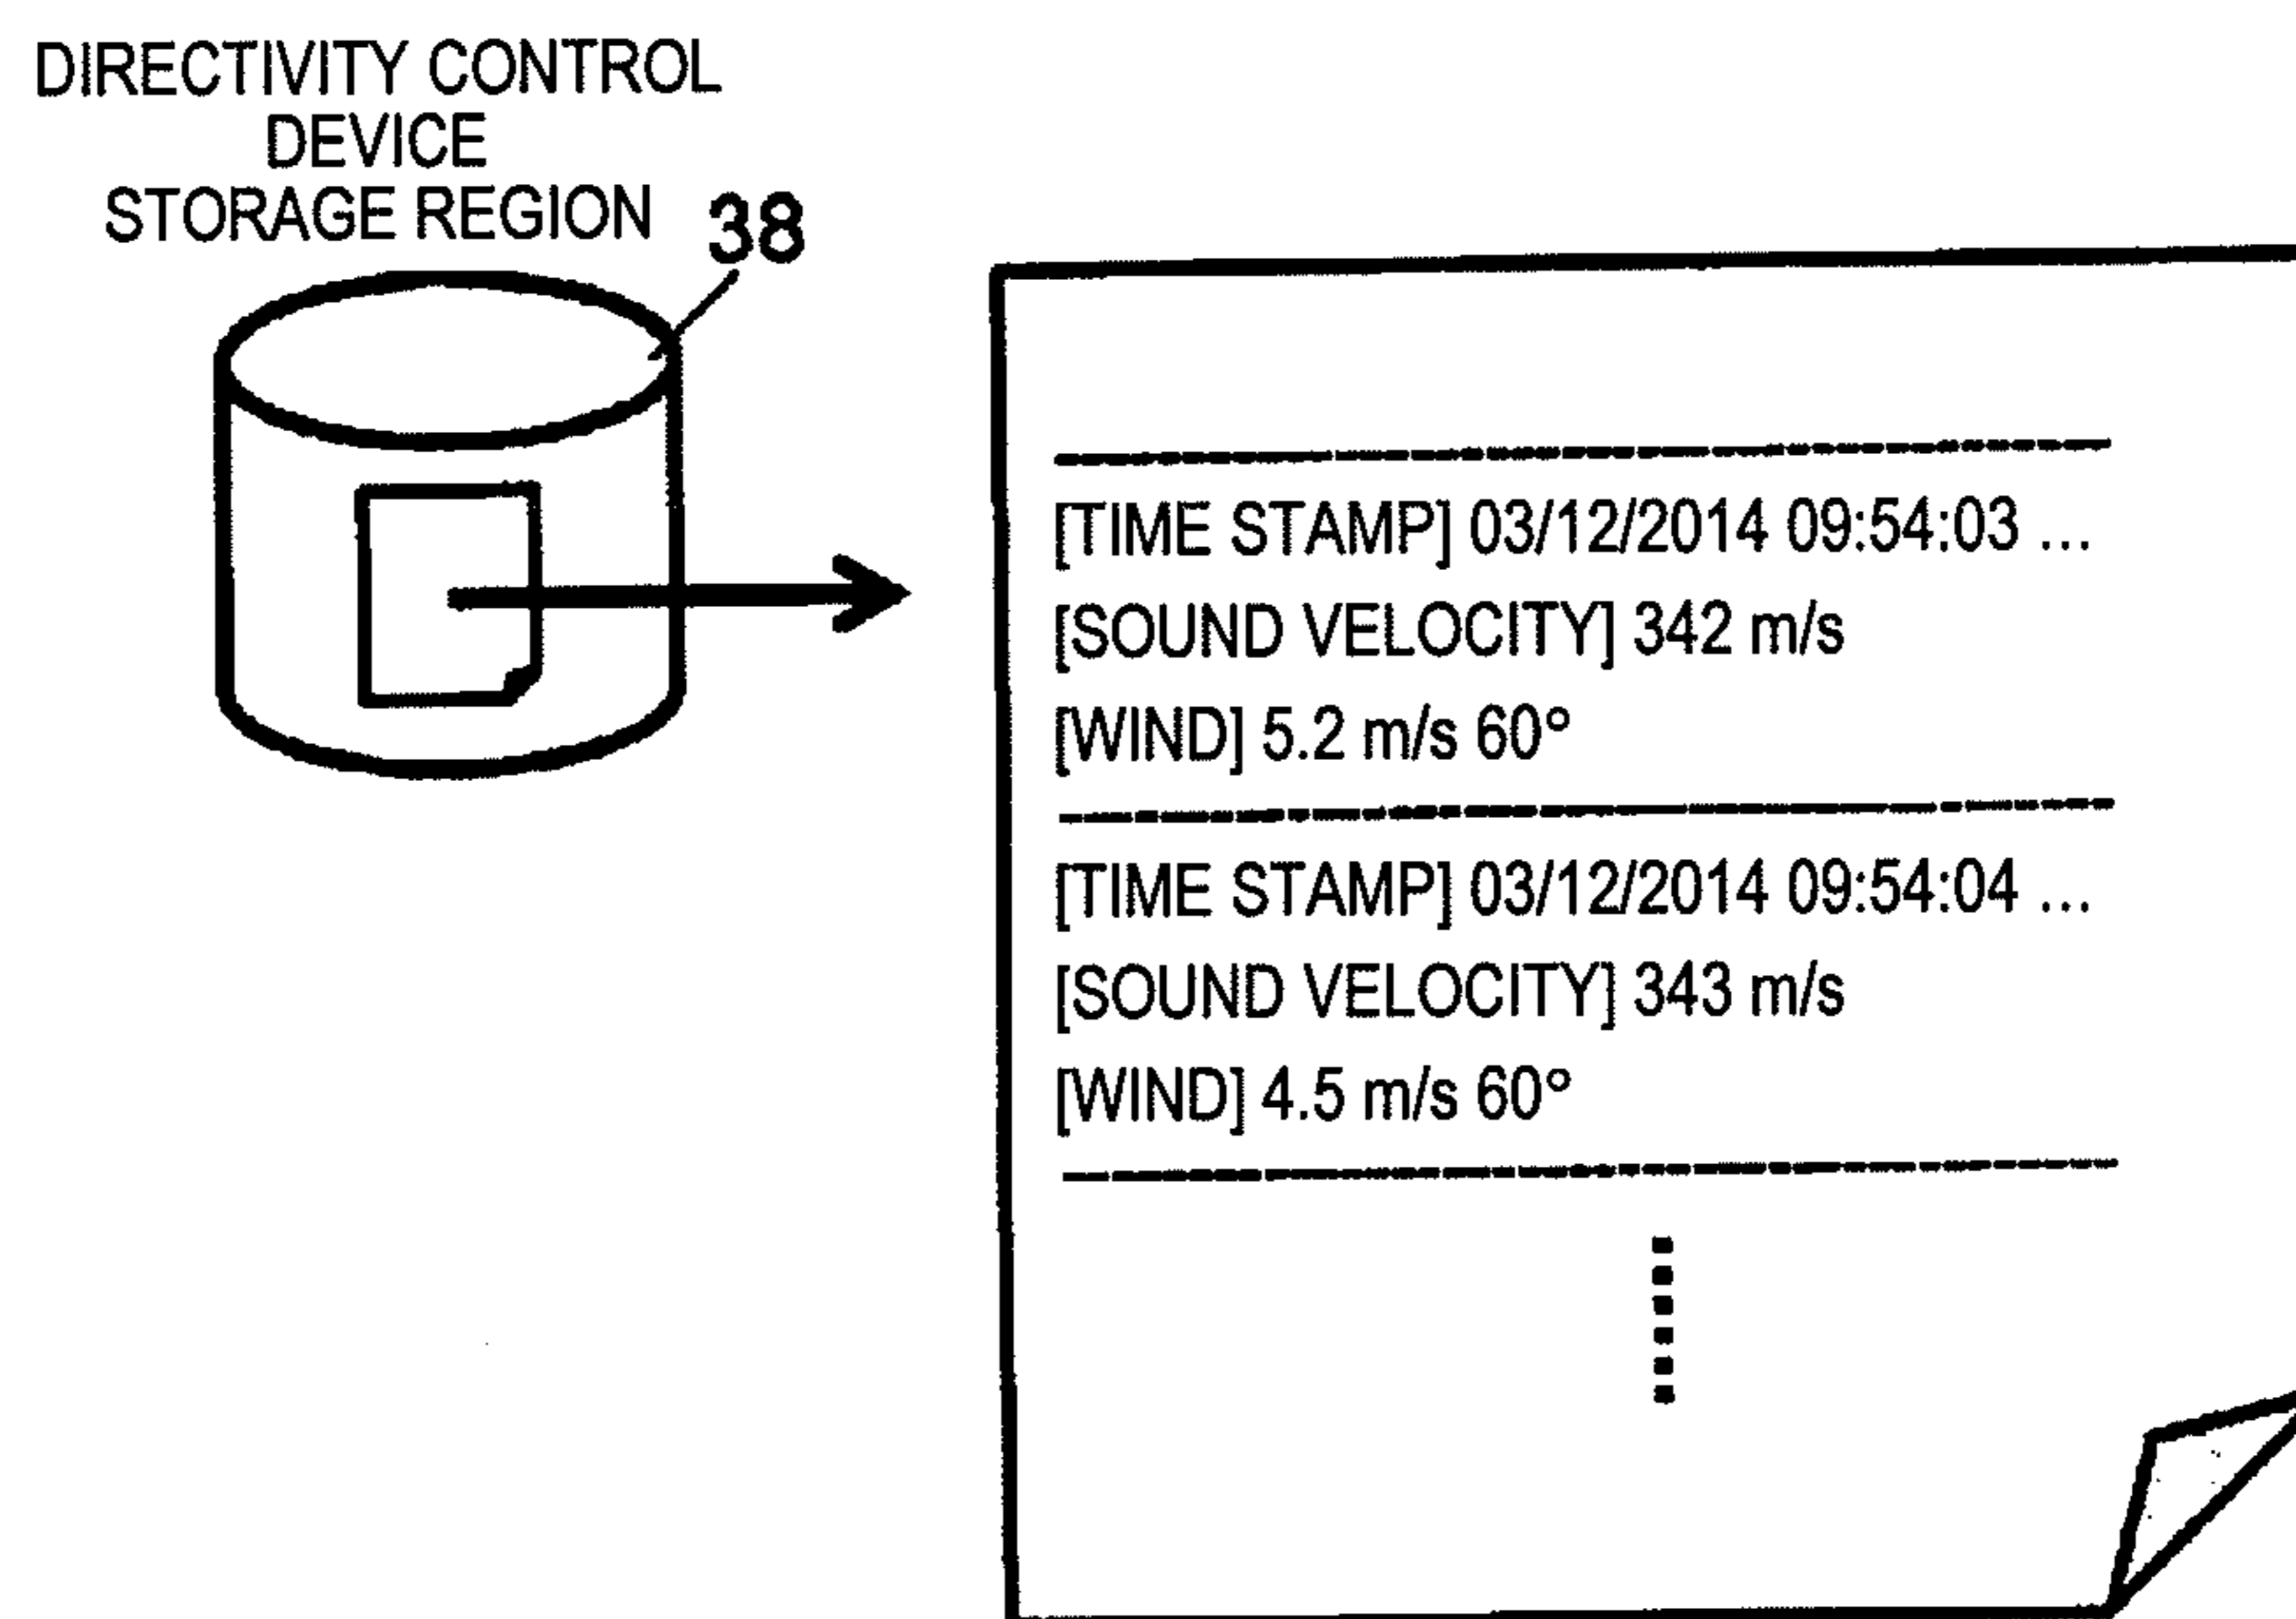 DIRECTIVITY CONTROL
DEVICE
STORAGE REGION
38
[TIME STAMP] 03/12/2014 09:54:03 ...
[SOUND VELOCITY] 342 m/s
[WIND] 5.2 m/s 60°
[TIME STAMP] 03/12/2014 09:54:04 ...
[SOUND VELOCITY] 343 m/s
[WIND] 4.5 m/s 60°